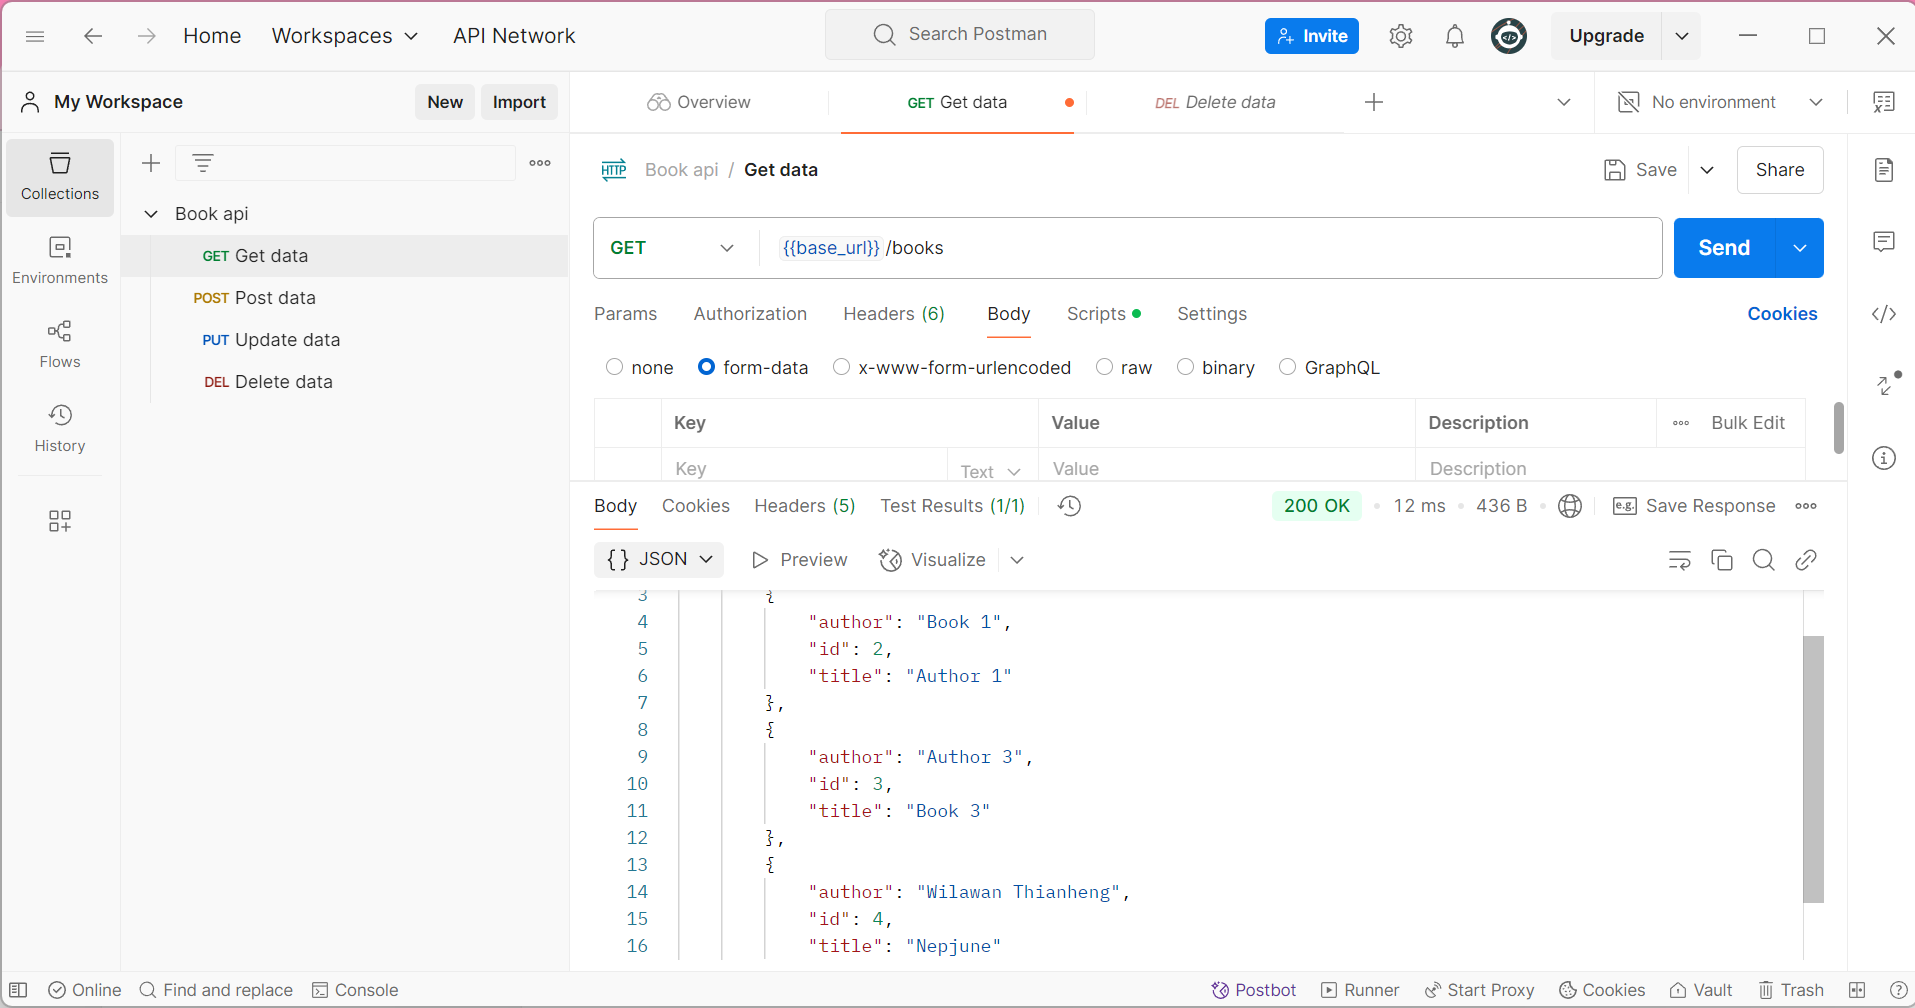 Home Workspaces API Network Search Postman Invite Upgrade
My Workspace New Import
Overview GET Get data DEL Delete data No environment
Collections
Environments
Flows
History
Book api
GET Get data
POST Post data
PUT Update data
DEL Delete data
HTTP Book api / Get data Save Share
GET {{base_url}}/books Send
Params Authorization Headers (6) Body Scripts Settings Cookies
none form-data x-www-form-urlencoded raw binary GraphQL
Key Value Description Bulk Edit
Key Text Value Description
Body Cookies Headers (5) Test Results (1/1) 200 OK • 12 ms • 436 B • e.g. Save Response
{} JSON Preview Visualize
3 {
4 "author": "Book 1",
5 "id": 2,
6 "title": "Author 1"
7 },
8 {
9 "author": "Author 3",
10 "id": 3,
11 "title": "Book 3"
12 },
13 {
14 "author": "Wilawan Thianheng",
15 "id": 4,
16 "title": "Nepjune"
Online Find and replace Console Postbot Runner Start Proxy Cookies Vault Trash